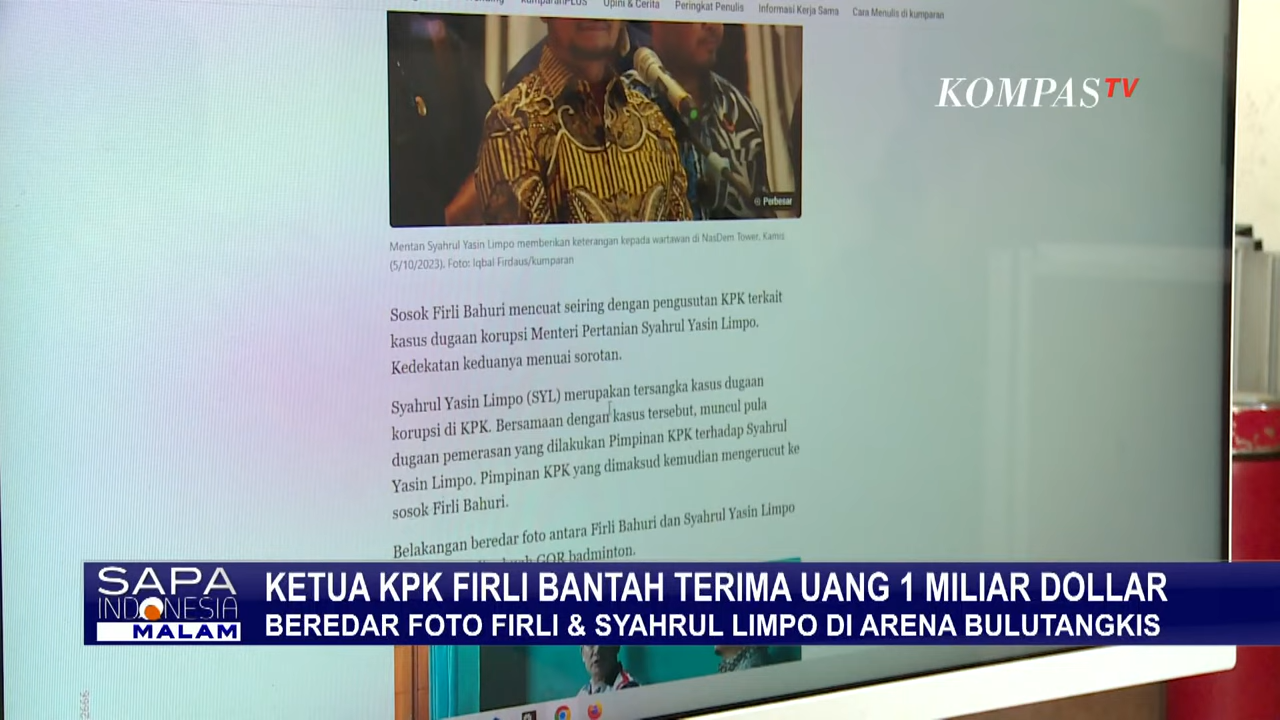 kumparanPLUS Opini & Cerita Peringkat Penulis Informasi Kerja Sama Cara Menulis di kumparan
KOMPAS TV
Perbesar
Mentan Syahrul Yasin Limpo memberikan keterangan kepada wartawan di NasDem Tower, Kamis
(5/10/2023). Foto: Iqbal Firdaus/kumparan
Sosok Firli Bahuri mencuat seiring dengan pengusutan KPK terkait
kasus dugaan korupsi Menteri Pertanian Syahrul Yasin Limpo.
Kedekatan keduanya menuai sorotan.
Syahrul Yasin Limpo (SYL) merupakan tersangka kasus dugaan
korupsi di KPK. Bersamaan dengan kasus tersebut, muncul pula
dugaan pemerasan yang dilakukan Pimpinan KPK terhadap Syahrul
Yasin Limpo. Pimpinan KPK yang dimaksud kemudian mengerucut ke
sosok Firli Bahuri.
Belakangan beredar foto antara Firli Bahuri dan Syahrul Yasin Limpo
GOR badminton.
SAPA
INDONESIA
MALAM
KETUA KPK FIRLI BANTAH TERIMA UANG 1 MILIAR DOLLAR
BEREDAR FOTO FIRLI & SYAHRUL LIMPO DI ARENA BULUTANGKIS
2666